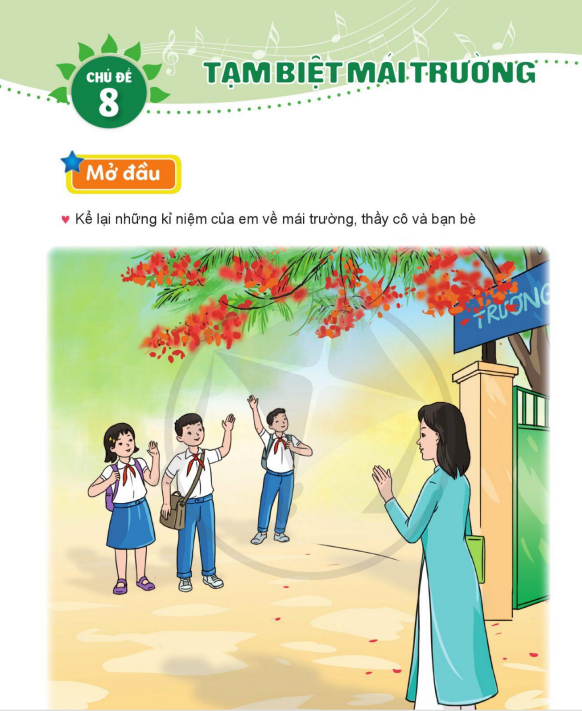 CHỦ ĐỀ
8
TẠM BIỆT MÁI TRƯỜNG
Mở đầu
Kể lại những kỉ niệm của em về mái trường, thầy cô và bạn bè
TRƯỜNG